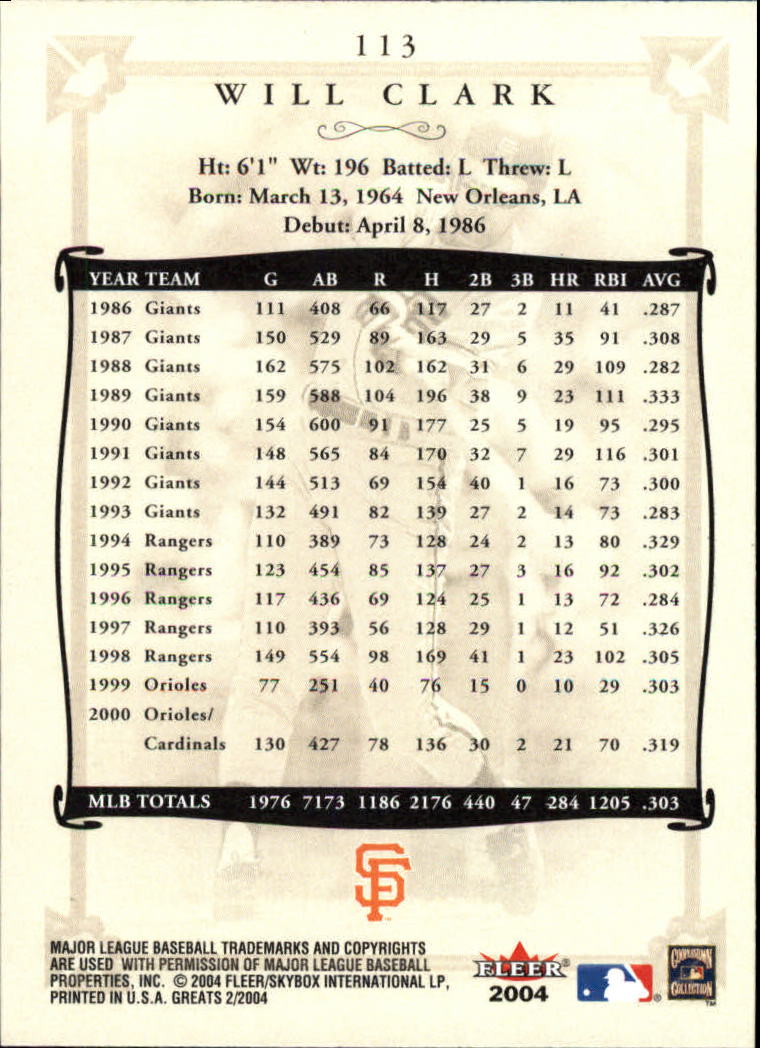 113
WILL CLARK
Ht: 6'1" Wt: 196 Batted: L Threw: L
Born: March 13, 1964 New Orleans, LA
Debut: April 8, 1986
YEAR TEAM G AB R H 2B 3B HR RBI AVG
1986 Giants 111 408 66 117 27 2 11 41 .287
1987 Giants 150 529 89 163 29 5 35 91 .308
1988 Giants 162 575 102 162 31 6 29 109 .282
1989 Giants 159 588 104 196 38 9 23 111 .333
1990 Giants 154 600 91 177 25 5 19 95 .295
1991 Giants 148 565 84 170 32 7 29 116 .301
1992 Giants 144 513 69 154 40 1 16 73 .300
1993 Giants 132 491 82 139 27 2 14 73 .283
1994 Rangers 110 389 73 128 24 2 13 80 .329
1995 Rangers 123 454 85 137 27 3 16 92 .302
1996 Rangers 117 436 69 124 25 1 13 72 .284
1997 Rangers 110 393 56 128 29 1 12 51 .326
1998 Rangers 149 554 98 169 41 1 23 102 .305
1999 Orioles 77 251 40 76 15 0 10 29 .303
2000 Orioles/
Cardinals 130 427 78 136 30 2 21 70 .319
MLB TOTALS 1976 7173 1186 2176 440 47 284 1205 .303
SF
MAJOR LEAGUE BASEBALL TRADEMARKS AND COPYRIGHTS
ARE USED WITH PERMISSION OF MAJOR LEAGUE BASEBALL
PROPERTIES, INC. © 2004 FLEER/SKYBOX INTERNATIONAL LP,
PRINTED IN U.S.A. GREATS 2/2004
FLEER®
2004
®
COOPERSTOWN
COLLECTION
TM